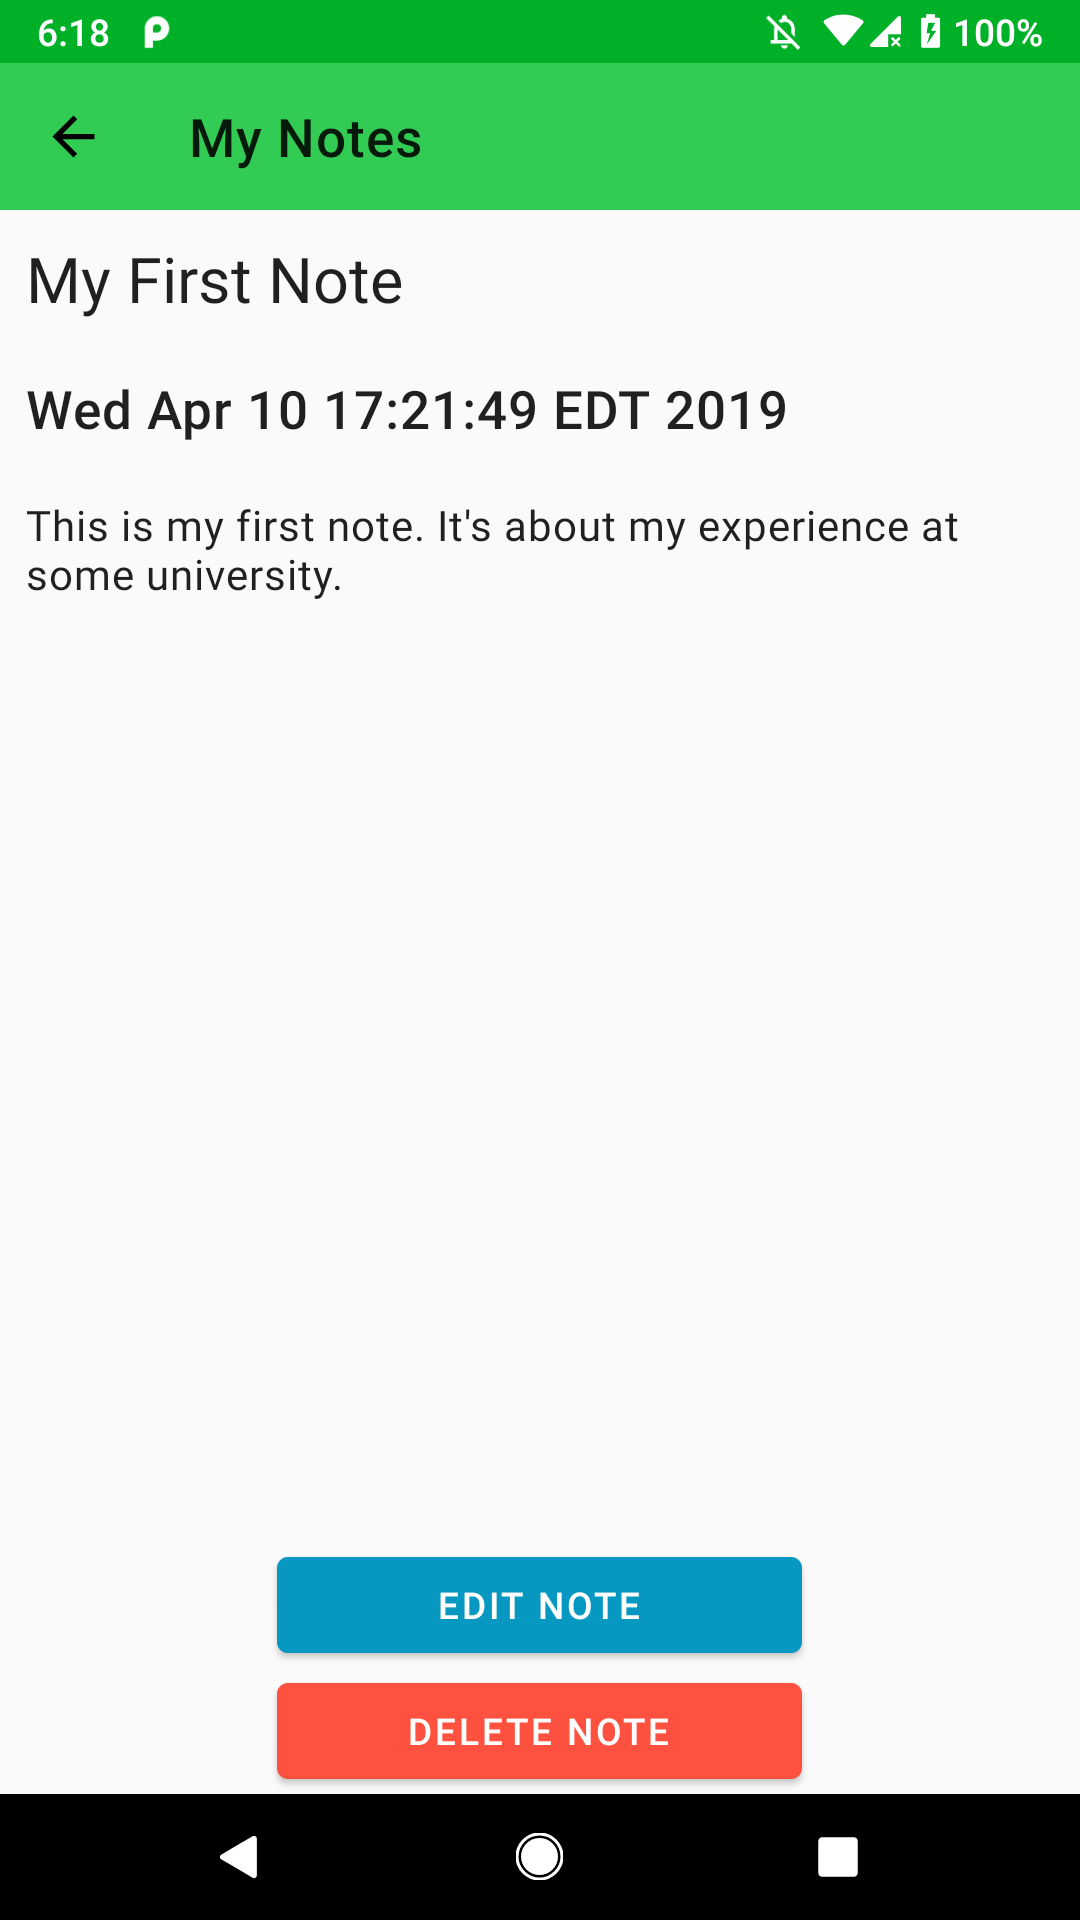 6:18 100%
My Notes
My First Note
Wed Apr 10 17:21:49 EDT 2019
This is my first note. It's about my experience at
some university.
EDIT NOTE
DELETE NOTE